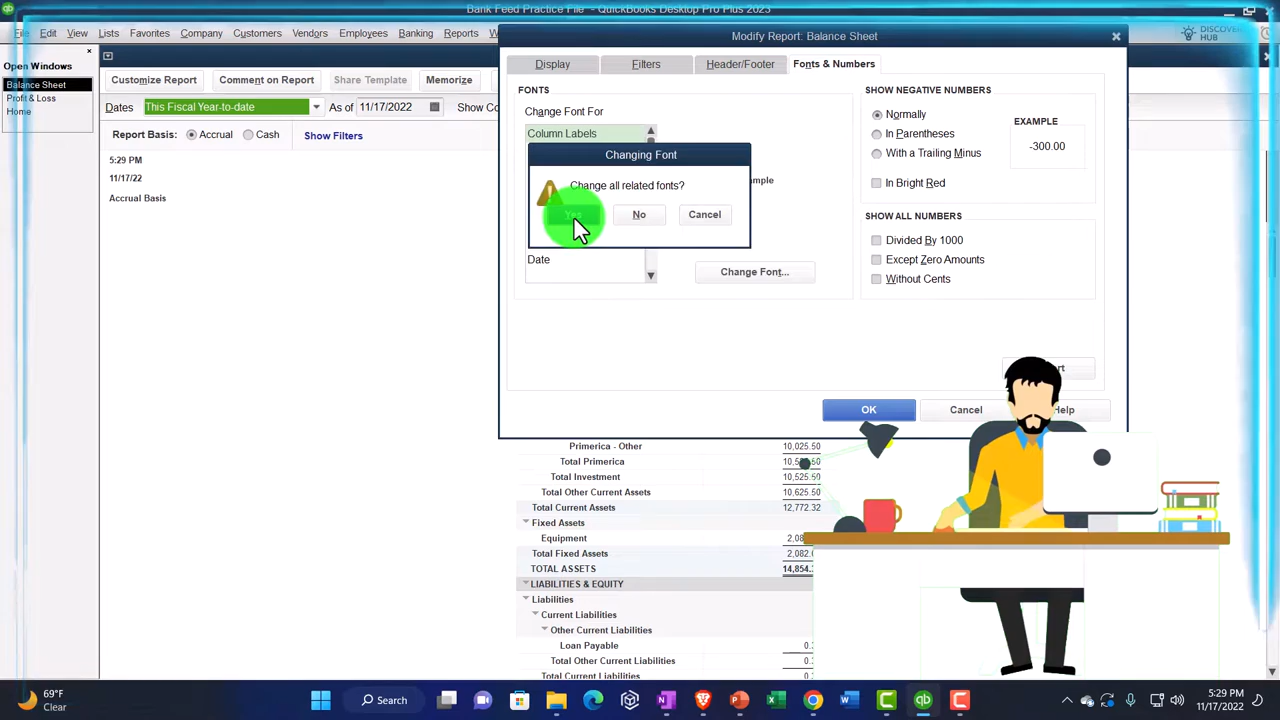 Bank Feed Practice File - QuickBooks Desktop Pro Plus 2023
File Edit View Lists Favorites Company Customers Vendors Employees Banking Reports
DISCOVER
HUB
Modify Report: Balance Sheet
Open Windows
Balance Sheet
Profit & Loss
Home
Customize Report Comment on Report Share Template Memorize
Dates This Fiscal Year-to-date As of 11/17/2022 Show
Report Basis: Accrual Cash Show Filters
5:29 PM
11/17/22
Accrual Basis
Display Filters Header/Footer Fonts & Numbers
FONTS
Change Font For
Column Labels
Changing Font
Change all related fonts?
Yes No Cancel
Date
Change Font...
SHOW NEGATIVE NUMBERS
Normally
In Parentheses
With a Trailing Minus
In Bright Red
EXAMPLE
-300.00
SHOW ALL NUMBERS
Divided By 1000
Except Zero Amounts
Without Cents
OK Cancel Help
Primerica - Other 10,025.50
Total Primerica
Total Investment 10,525.50
Total Other Current Assets 10,625.50
Total Current Assets 12,772.32
Fixed Assets
Equipment
Total Fixed Assets
TOTAL ASSETS
LIABILITIES & EQUITY
Liabilities
Current Liabilities
Other Current Liabilities
Loan Payable
Total Other Current Liabilities
Total Current Liabilities
69°F
Clear
Search
5:29 PM
11/17/2022